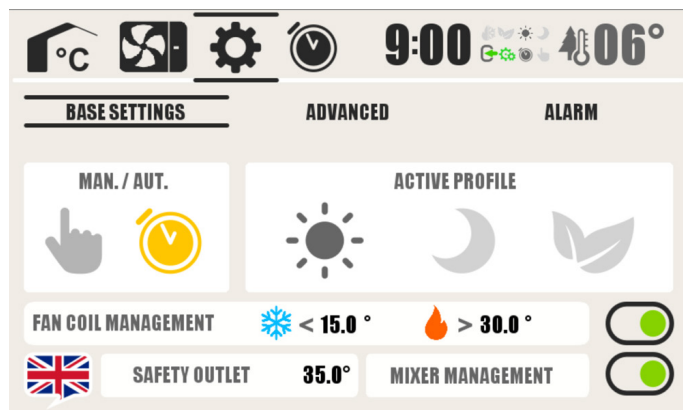 °C 9:00 06°
BASE SETTINGS ADVANCED ALARM
MAN. / AUT. ACTIVE PROFILE
FAN COIL MANAGEMENT < 15.0 ° > 30.0 °
SAFETY OUTLET 35.0° MIXER MANAGEMENT